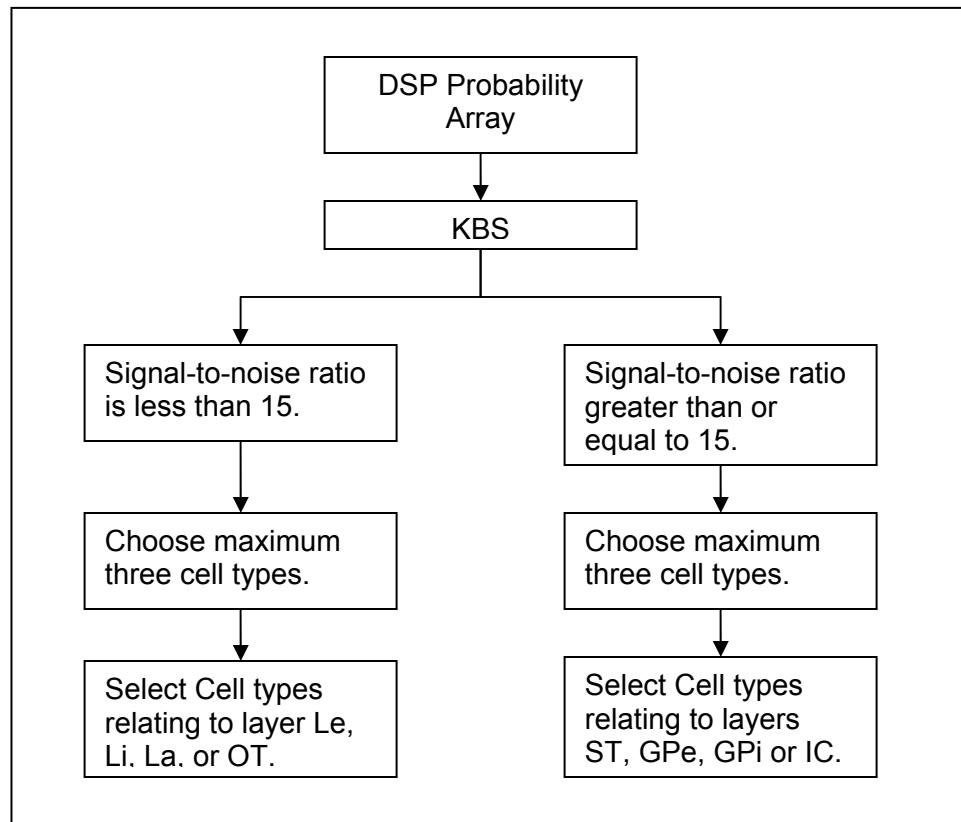 DSP Probability
Array
KBS
Signal-to-noise ratio
is less than 15.
Signal-to-noise ratio
greater than or
equal to 15.
Choose maximum
three cell types.
Choose maximum
three cell types.
Select Cell types
relating to layer Le,
Li, La, or OT.
Select Cell types
relating to layers
ST, GPe, GPi or IC.